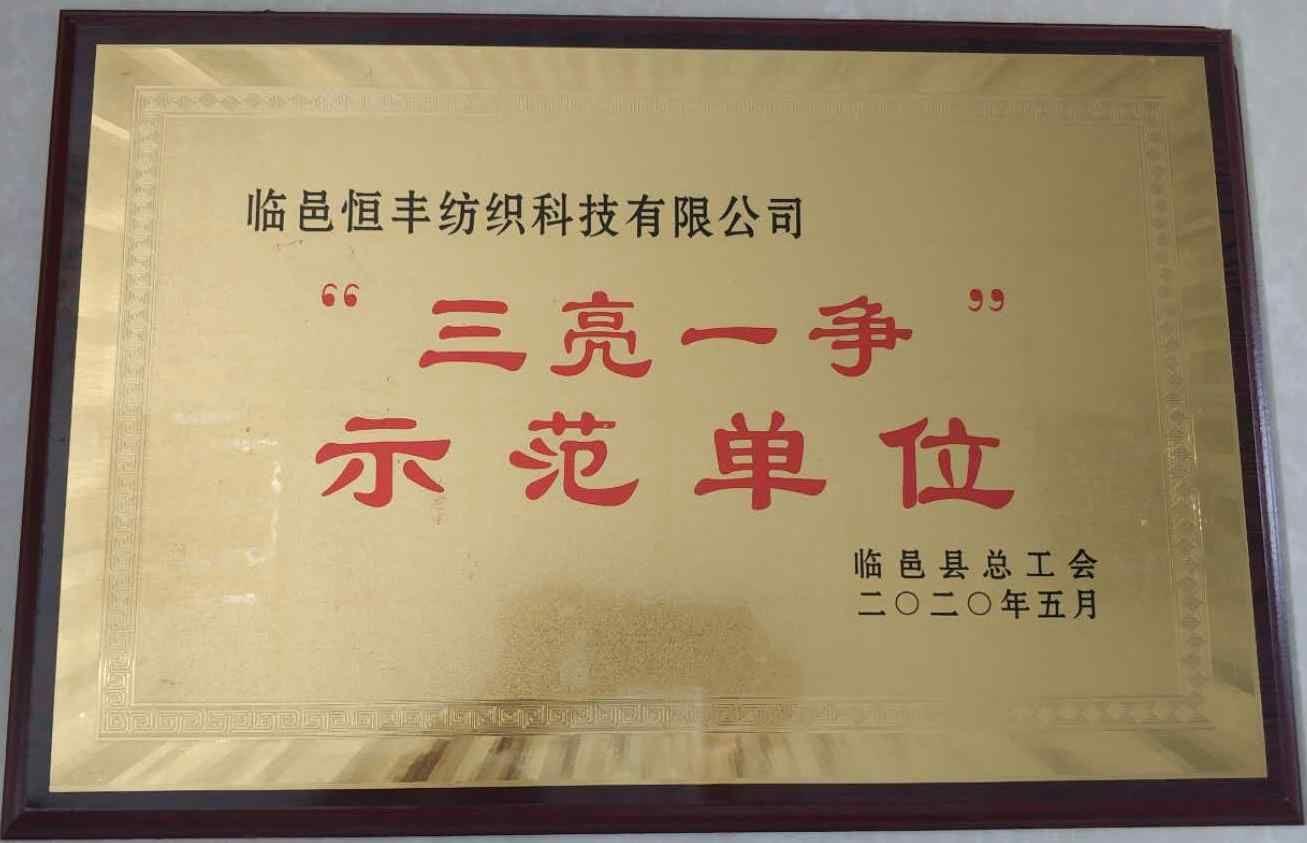 临邑恒丰纺织科技有限公司
“三亮一争”
示范单位
临邑县总工会
二〇二〇年五月